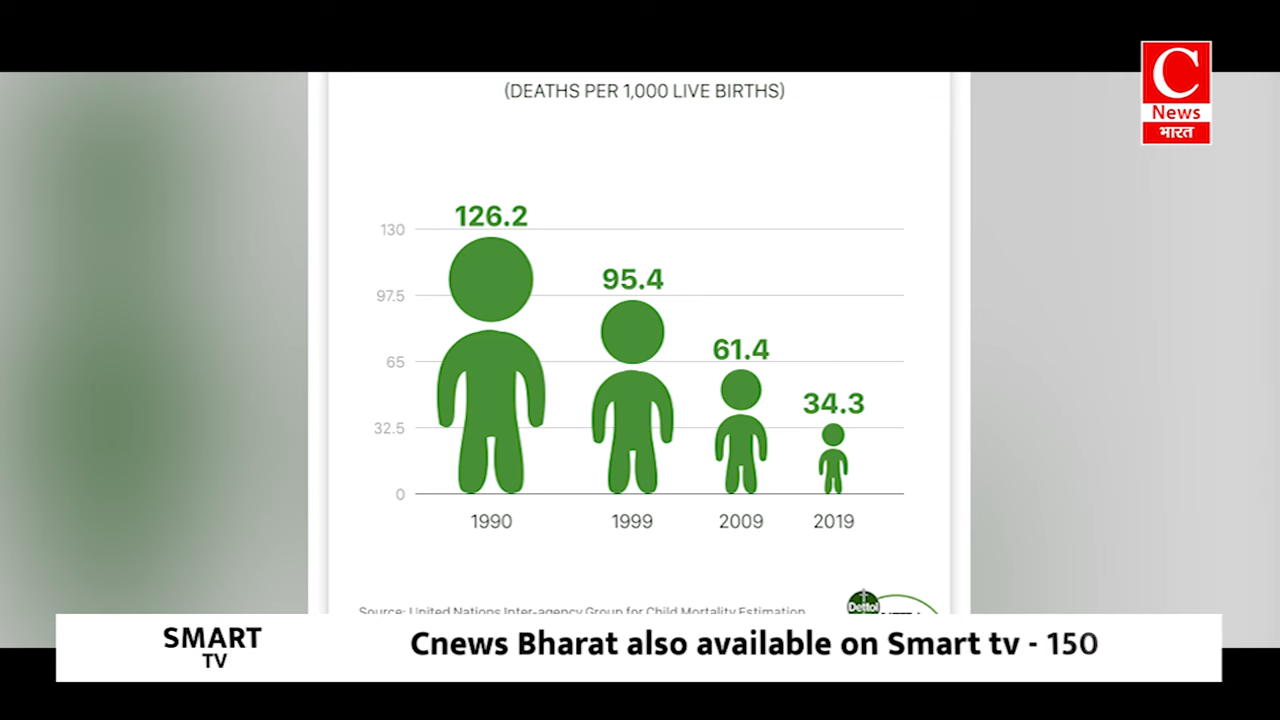 (DEATHS PER 1,000 LIVE BIRTHS)
C
News
भारत
126.2
95.4
61.4
34.3
130
97.5
65
32.5
0
1990 1999 2009 2019
Source: United Nations Inter-agency Group for Child Mortality Estimation
Dettol
SMART
TV
Cnews Bharat also available on Smart tv - 150